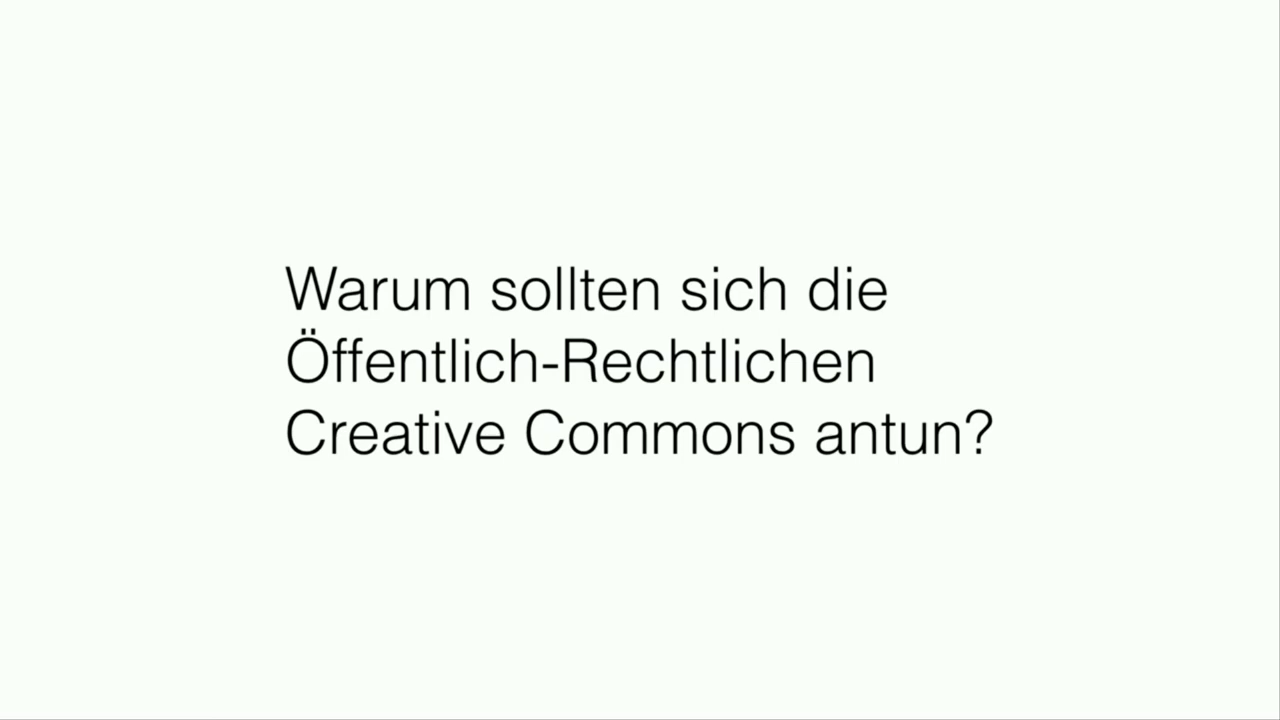 Warum sollten sich die
Öffentlich-Rechtlichen
Creative Commons antun?